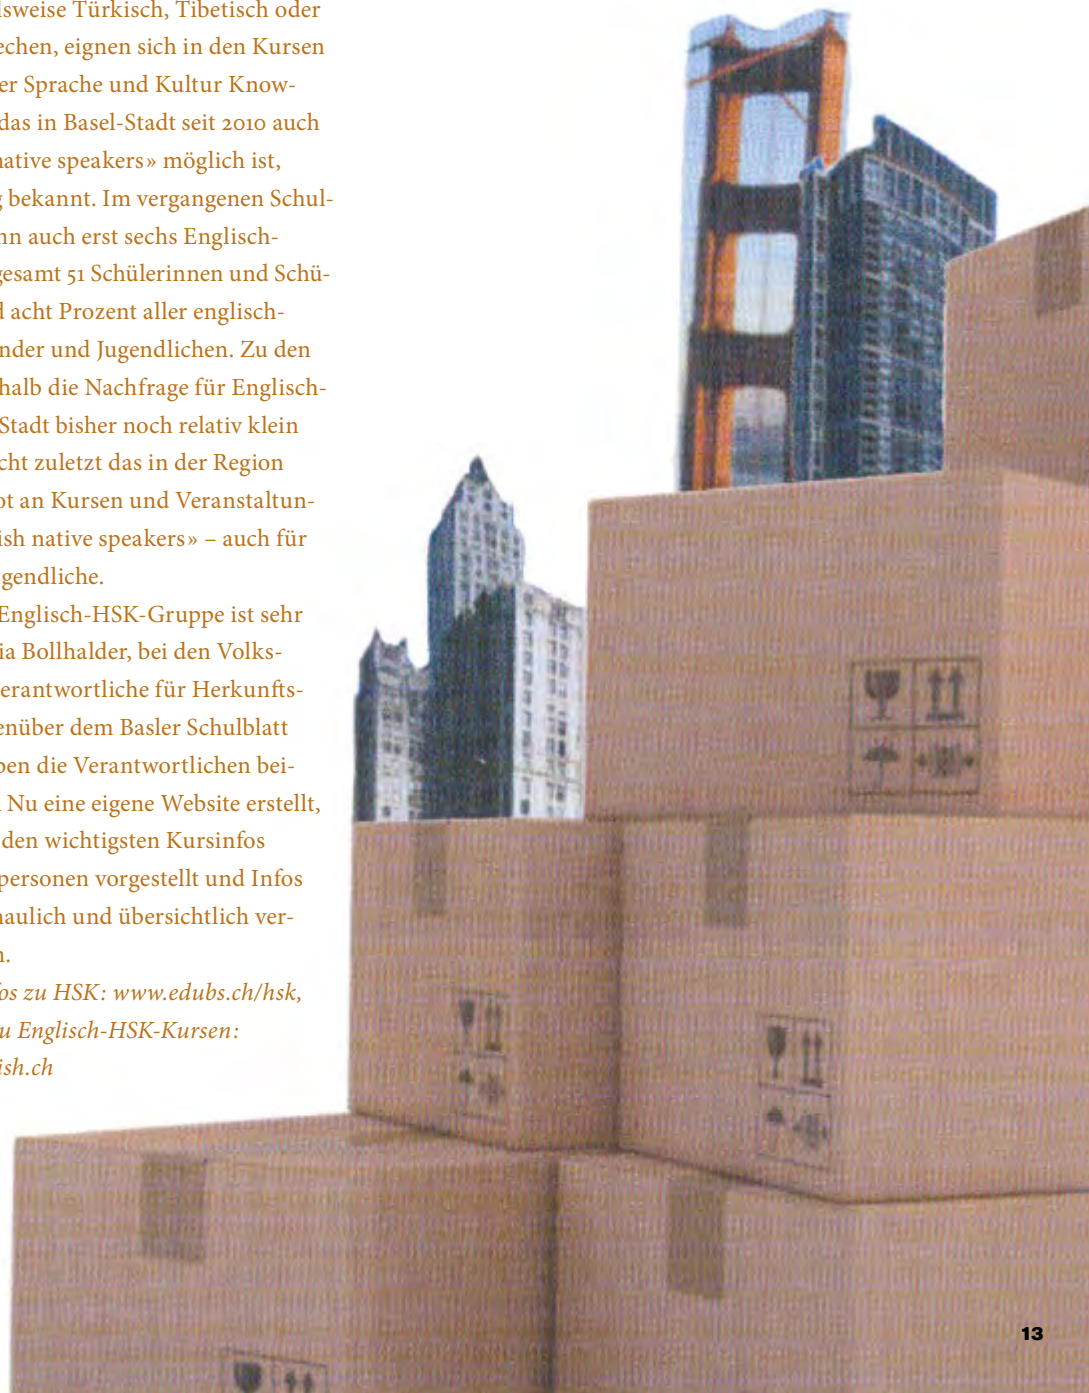 lsweise Türkisch, Tibetisch oder
echen, eignen sich in den Kursen
er Sprache und Kultur Know-
das in Basel-Stadt seit 2010 auch
native speakers» möglich ist,
g bekannt. Im vergangenen Schul-
nn auch erst sechs Englisch-
gesamt 51 Schülerinnen und Schü-
d acht Prozent aller englisch-
nder und Jugendlichen. Zu den
halb die Nachfrage für Englisch-
Stadt bisher noch relativ klein
cht zuletzt das in der Region
ot an Kursen und Veranstaltun-
ish native speakers» – auch für
gendliche.
Englisch-HSK-Gruppe ist sehr
ia Bollhalder, bei den Volks-
erantwortliche für Herkunfts-
enüber dem Basler Schulblatt
ben die Verantwortlichen bei-
Nu eine eigene Website erstellt,
den wichtigsten Kursinfos
personen vorgestellt und Infos
haulich und übersichtlich ver-
n.
fos zu HSK: www.edubs.ch/hsk,
u Englisch-HSK-Kursen:
ish.ch
13